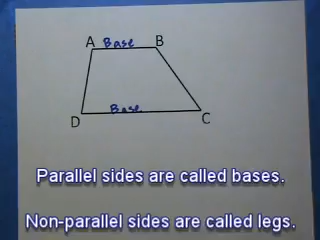 A Base B
D Base C
Parallel sides are called bases.
Non-parallel sides are called legs.